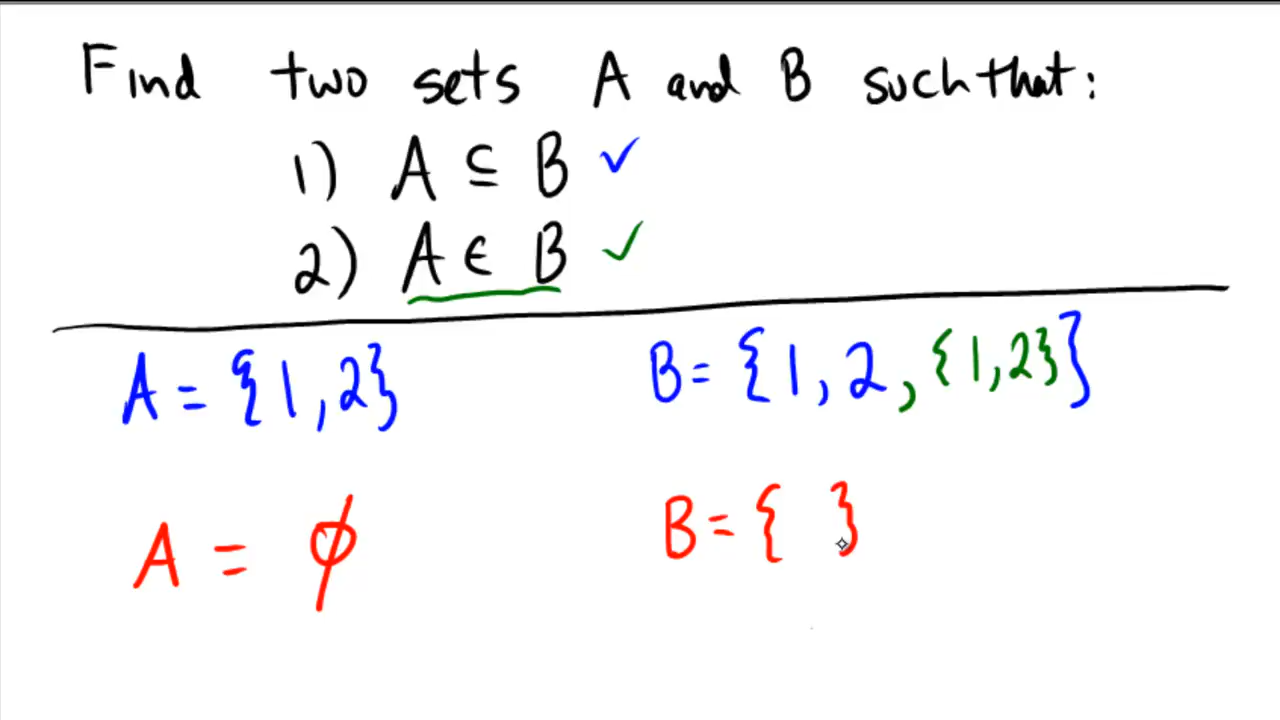 Find two sets A and B such that:
1) A ⊆ B ✓
2) A ∈ B ✓
A = {1, 2} B = {1, 2, {1, 2}}
A = ϕ B = { }